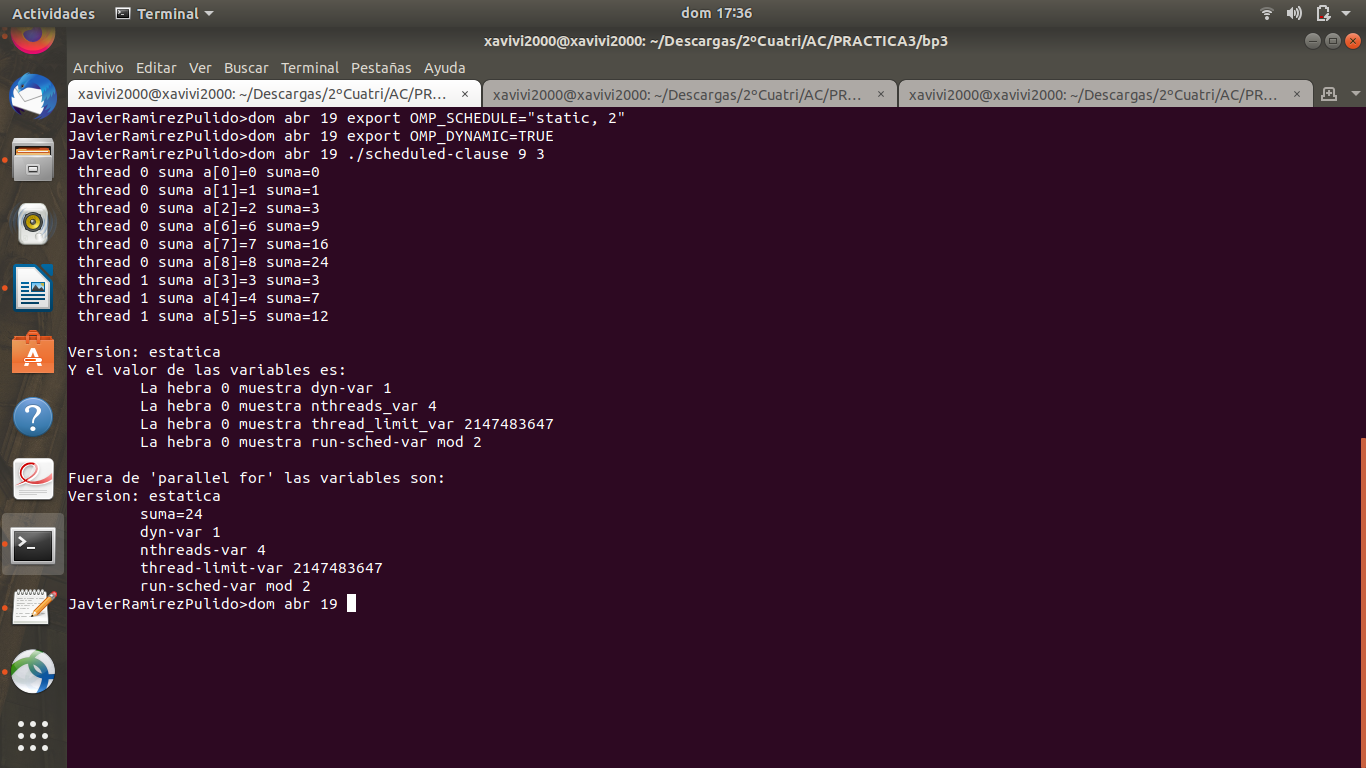 Actividades Terminal dom 17:36
xavivi2000@xavivi2000: ~/Descargas/2ºCuatri/AC/PRACTICA3/bp3
Archivo Editar Ver Buscar Terminal Pestañas Ayuda
xavivi2000@xavivi2000: ~/Descargas/2ºCuatri/AC/PR... × xavivi2000@xavivi2000: ~/Descargas/2ºCuatri/AC/PR... × xavivi2000@xavivi2000: ~/Descargas/2ºCuatri/AC/PR... ×
JavierRamirezPulido>dom abr 19 export OMP_SCHEDULE="static, 2"
JavierRamirezPulido>dom abr 19 export OMP_DYNAMIC=TRUE
JavierRamirezPulido>dom abr 19 ./scheduled-clause 9 3
thread 0 suma a[0]=0 suma=0
thread 0 suma a[1]=1 suma=1
thread 0 suma a[2]=2 suma=3
thread 0 suma a[6]=6 suma=9
thread 0 suma a[7]=7 suma=16
thread 0 suma a[8]=8 suma=24
thread 1 suma a[3]=3 suma=3
thread 1 suma a[4]=4 suma=7
thread 1 suma a[5]=5 suma=12
Version: estatica
Y el valor de las variables es:
La hebra 0 muestra dyn-var 1
La hebra 0 muestra nthreads_var 4
La hebra 0 muestra thread_limit_var 2147483647
La hebra 0 muestra run-sched-var mod 2
Fuera de 'parallel for' las variables son:
Version: estatica
suma=24
dyn-var 1
nthreads-var 4
thread-limit-var 2147483647
run-sched-var mod 2
JavierRamirezPulido>dom abr 19